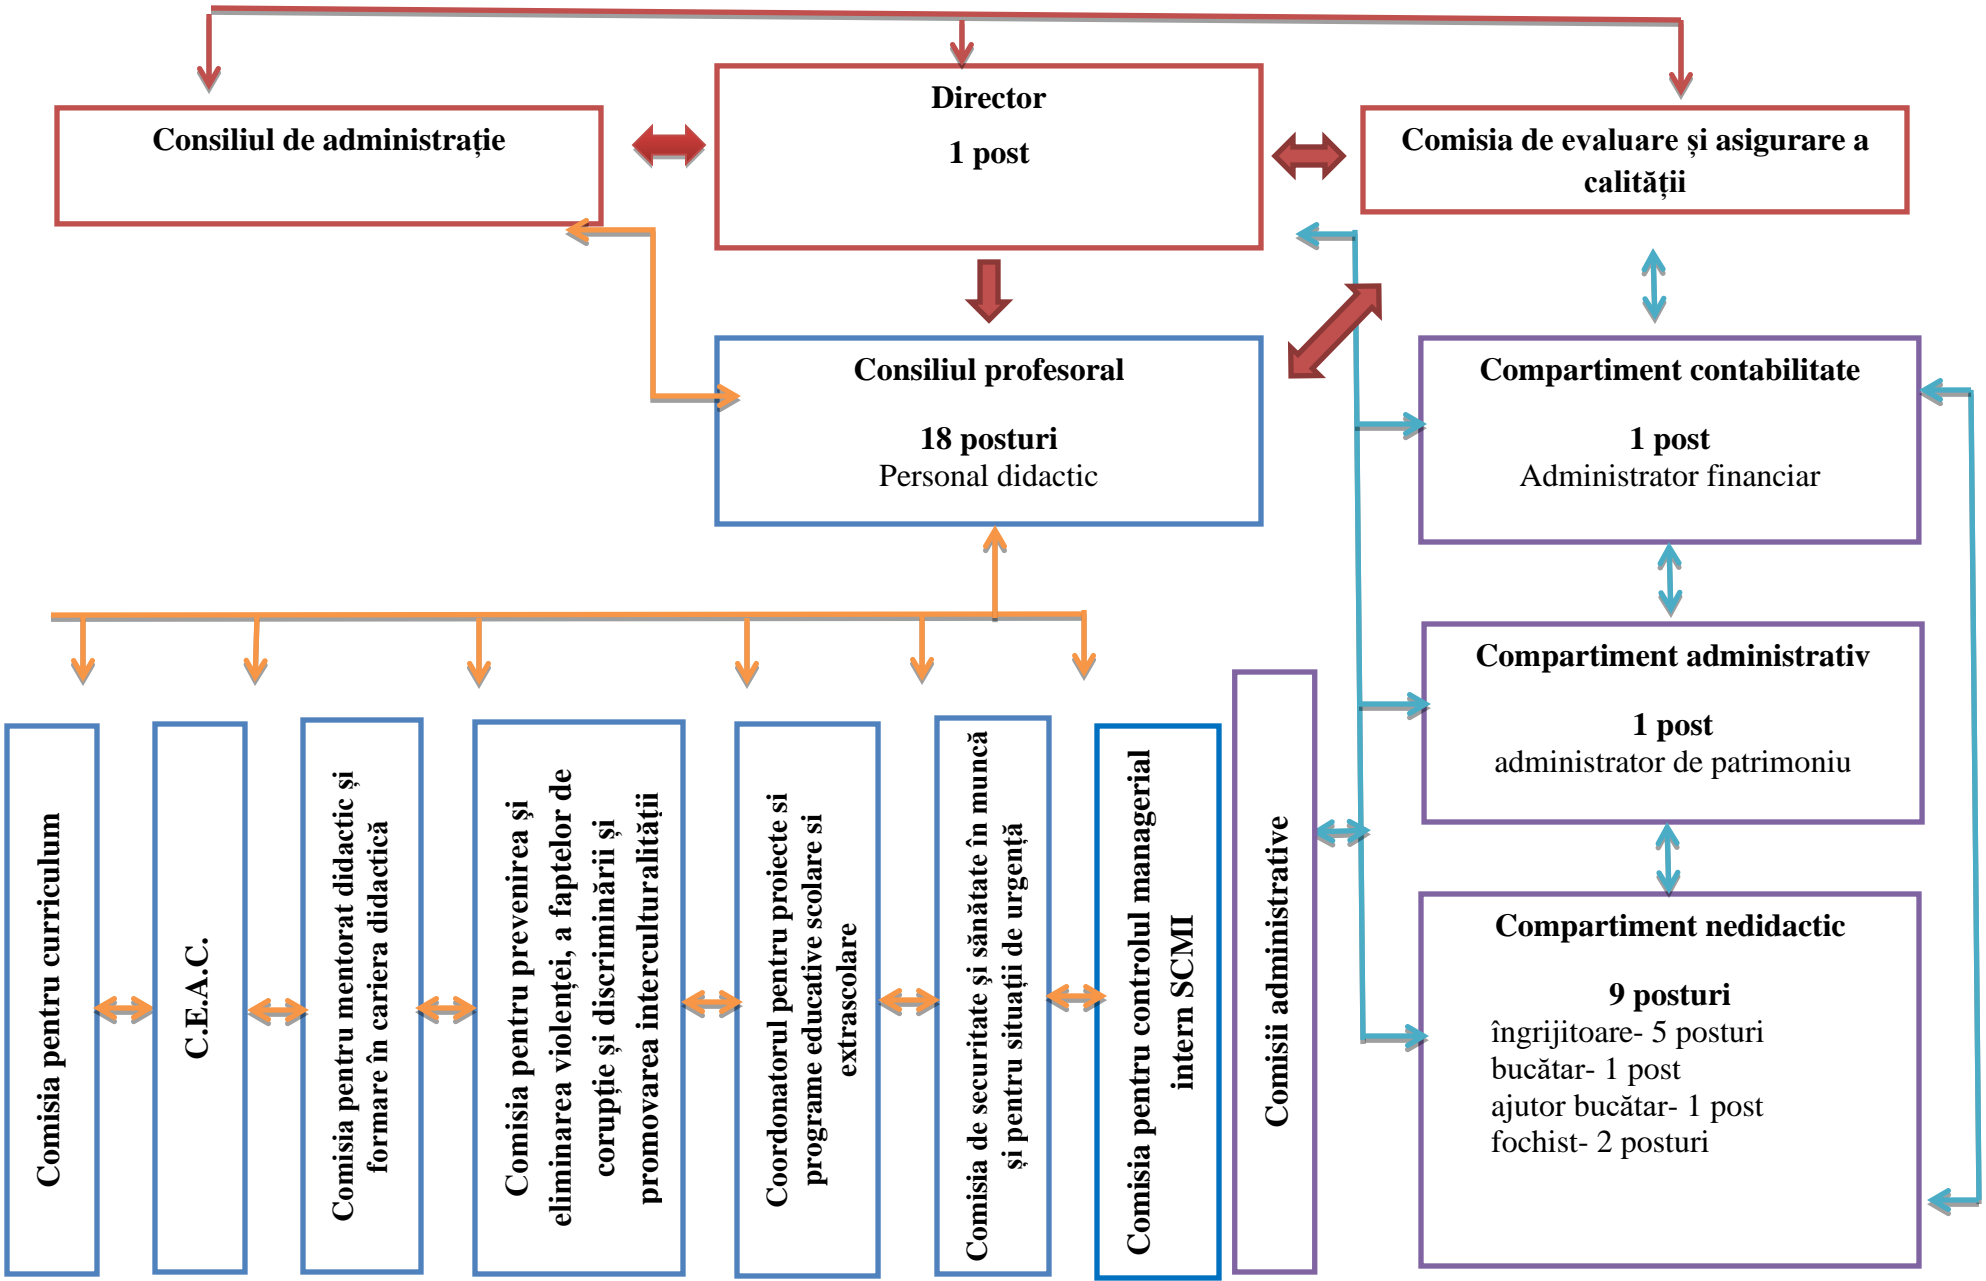 Consiliul de administrație
Director
1 post
Comisia de evaluare și asigurare a
calității
Consiliul profesoral
18 posturi
Personal didactic
Compartiment contabilitate
1 post
Administrator financiar
Compartiment administrativ
1 post
administrator de patrimoniu
Compartiment nedidactic
9 posturi
îngrijitoare- 5 posturi
bucătar- 1 post
ajutor bucătar- 1 post
fochist- 2 posturi
Comisia pentru curriculum
C.E.A.C.
Comisia pentru mentorat didactic și
formare în cariera didactică
Comisia pentru prevenirea şi
eliminarea violenţei, a faptelor de
corupție și discriminării și
promovarea interculturalității
Coordonatorul pentru proiecte si
programe educative scolare si
extrascolare
Comisia de securitate şi sănătate în muncă
și pentru situații de urgență
Comisia pentru controlul managerial
intern SCMI
Comisii administrative